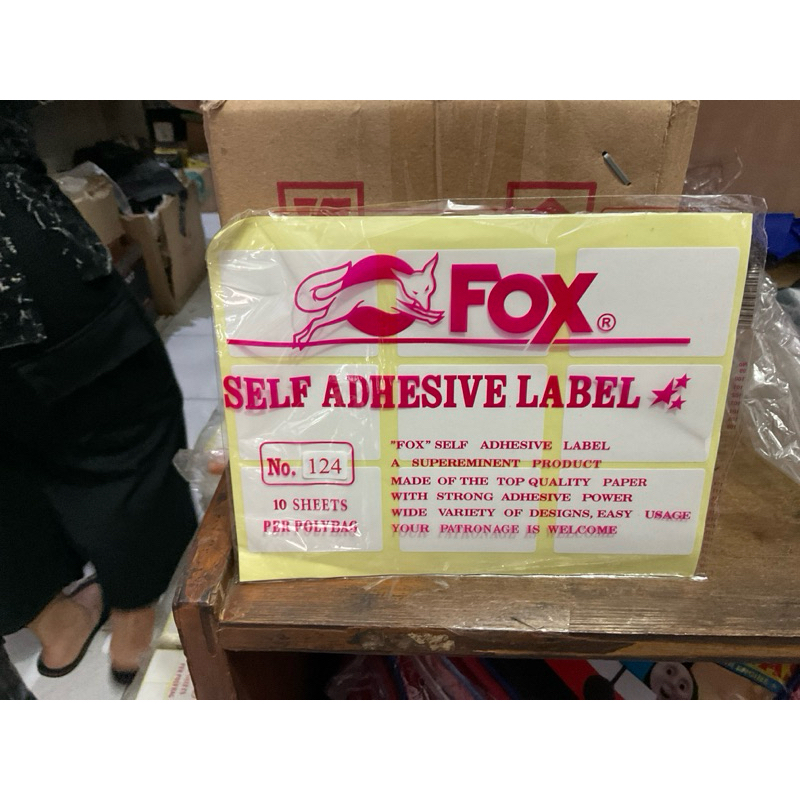 FOX®
SELF ADHESIVE LABEL
No. 124
10 SHEETS
PER POLYBAG
"FOX" SELF ADHESIVE LABEL
A SUPEREMINENT PRODUCT
MADE OF THE TOP QUALITY PAPER
WITH STRONG ADHESIVE POWER
WIDE VARIETY OF DESIGNS, EASY USAGE
YOUR PATRONAGE IS WELCOME